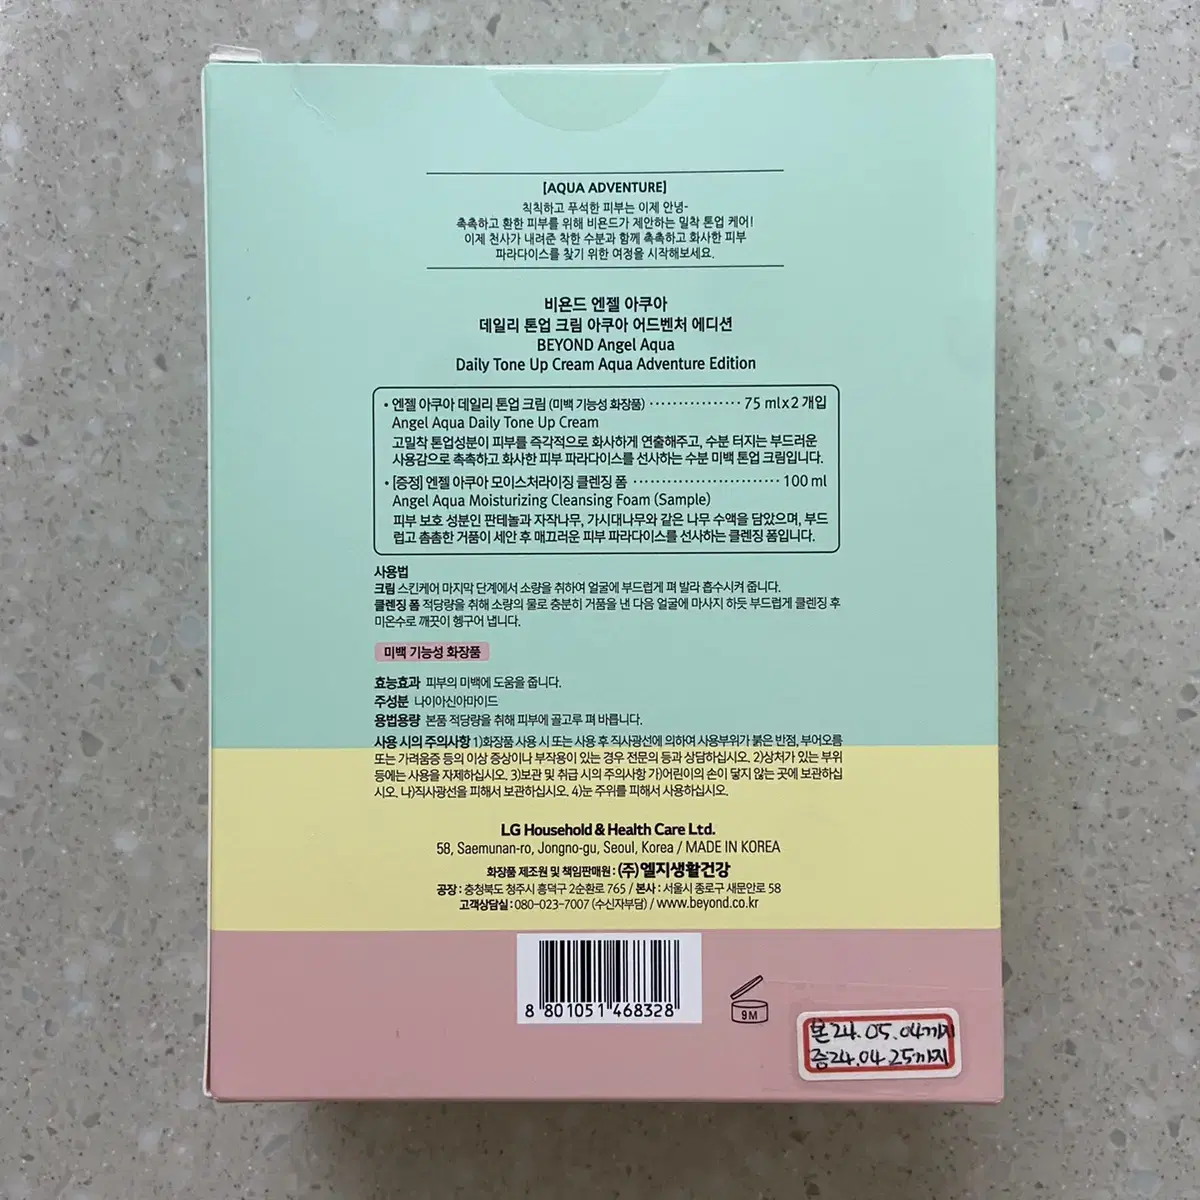 [AQUA ADVENTURE]
칙칙하고 푸석한 피부는 이제 안녕-
촉촉하고 환한 피부를 위해 비욘드가 제안하는 밀착 톤업 케어!
이제 천사가 내려준 착한 수분과 함께 촉촉하고 화사한 피부
파라다이스를 찾기 위한 여정을 시작해보세요.
비욘드 엔젤 아쿠아
데일리 톤업 크림 아쿠아 어드벤처 에디션
BEYOND Angel Aqua
Daily Tone Up Cream Aqua Adventure Edition
• 엔젤 아쿠아 데일리 톤업 크림 (미백 기능성 화장품) ················ 75 ml x 2 개입
Angel Aqua Daily Tone Up Cream
고밀착 톤업성분이 피부를 즉각적으로 화사하게 연출해주고, 수분 터지는 부드러운
사용감으로 촉촉하고 화사한 피부 파라다이스를 선사하는 수분 미백 톤업 크림입니다.
• [증정] 엔젤 아쿠아 모이스처라이징 클렌징 폼 ························· 100 ml
Angel Aqua Moisturizing Cleansing Foam (Sample)
피부 보호 성분인 판테놀과 자작나무, 가시대나무와 같은 나무 수액을 담았으며, 부드
럽고 촘촘한 거품이 세안 후 매끄러운 피부 파라다이스를 선사하는 클렌징 폼입니다.
사용법
크림 스킨케어 마지막 단계에서 소량을 취하여 얼굴에 부드럽게 펴 발라 흡수시켜 줍니다.
클렌징 폼 적당량을 취해 소량의 물로 충분히 거품을 낸 다음 얼굴에 마사지 하듯 부드럽게 클렌징 후
미온수로 깨끗이 헹구어 냅니다.
미백 기능성 화장품
효능효과 피부의 미백에 도움을 줍니다.
주성분 나이아신아마이드
용법용량 본품 적당량을 취해 피부에 골고루 펴 바릅니다.
사용 시의 주의사항 1)화장품 사용 시 또는 사용 후 직사광선에 의하여 사용부위가 붉은 반점, 부어오름
또는 가려움증 등의 이상 증상이나 부작용이 있는 경우 전문의 등과 상담하십시오. 2)상처가 있는 부위
등에는 사용을 자제하십시오. 3)보관 및 취급 시의 주의사항 가)어린이의 손이 닿지 않는 곳에 보관하십
시오. 나)직사광선을 피해서 보관하십시오. 4)눈 주위를 피해서 사용하십시오.
LG Household & Health Care Ltd.
58, Saemunan-ro, Jongno-gu, Seoul, Korea / MADE IN KOREA
화장품 제조원 및 책임판매원 : (주)엘지생활건강
공장 : 충청북도 청주시 흥덕구 2순환로 765 / 본사 : 서울시 종로구 새문안로 58
고객상담실 : 080-023-7007 (수신자부담) / www.beyond.co.kr
8 801051 468328
9M
본24.05.04까지
증24.04.25까지